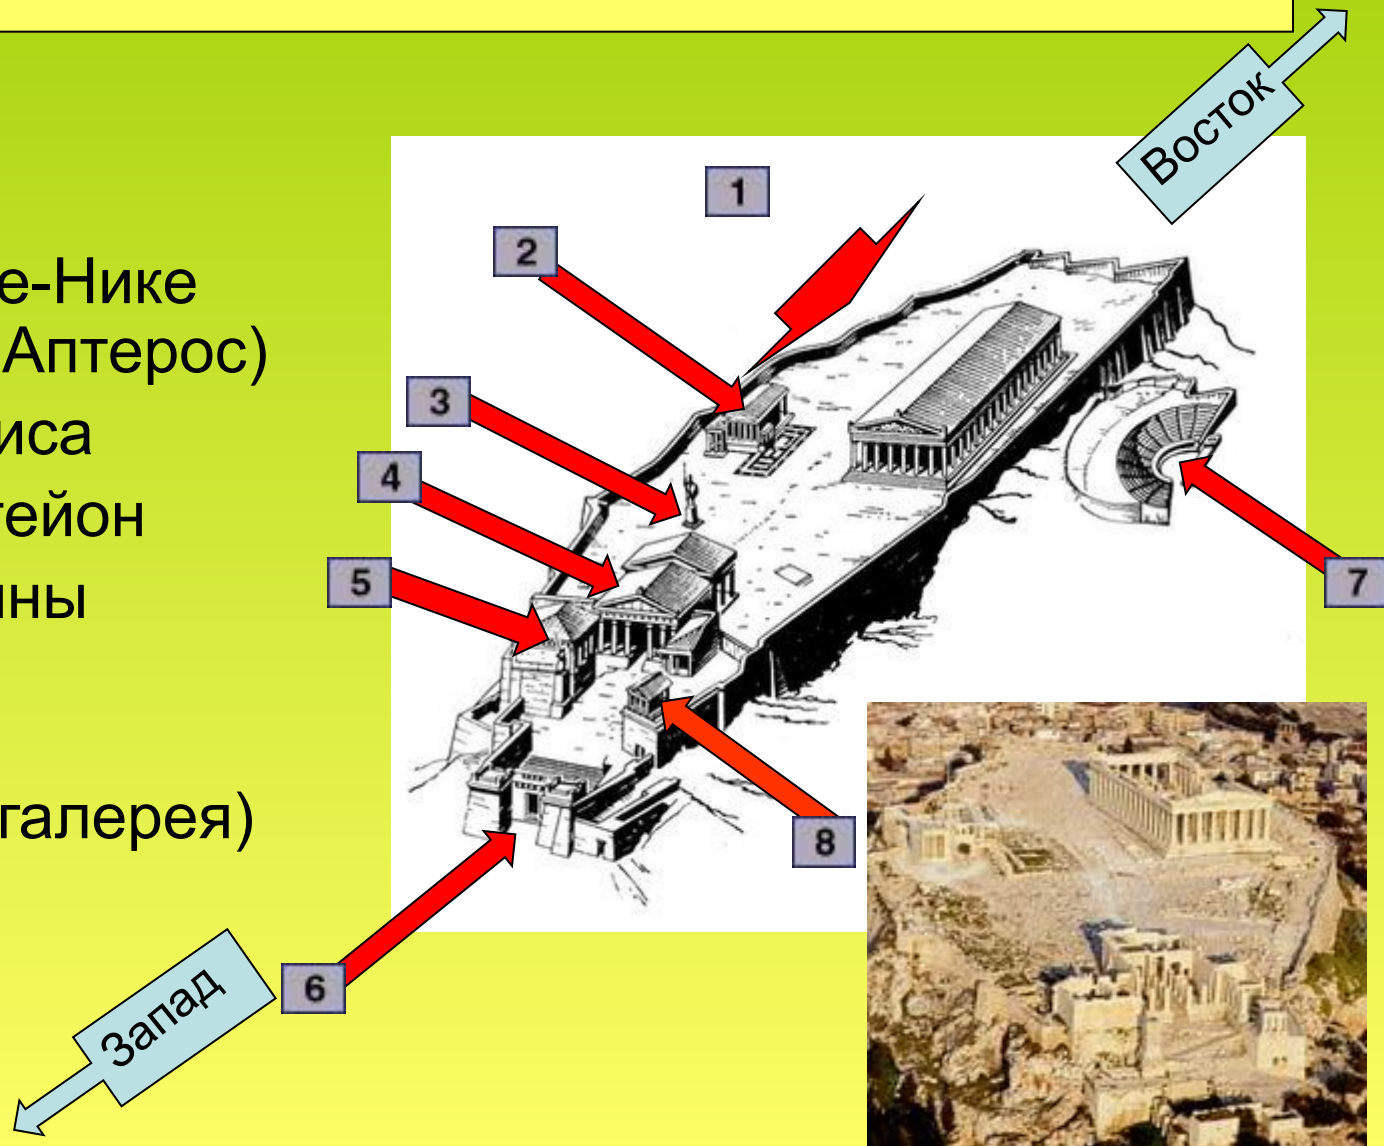 Восток
1
2
е-Нике
Аптерос)
3
иса
4
тейон
5
ины
7
галерея)
8
6
Запад